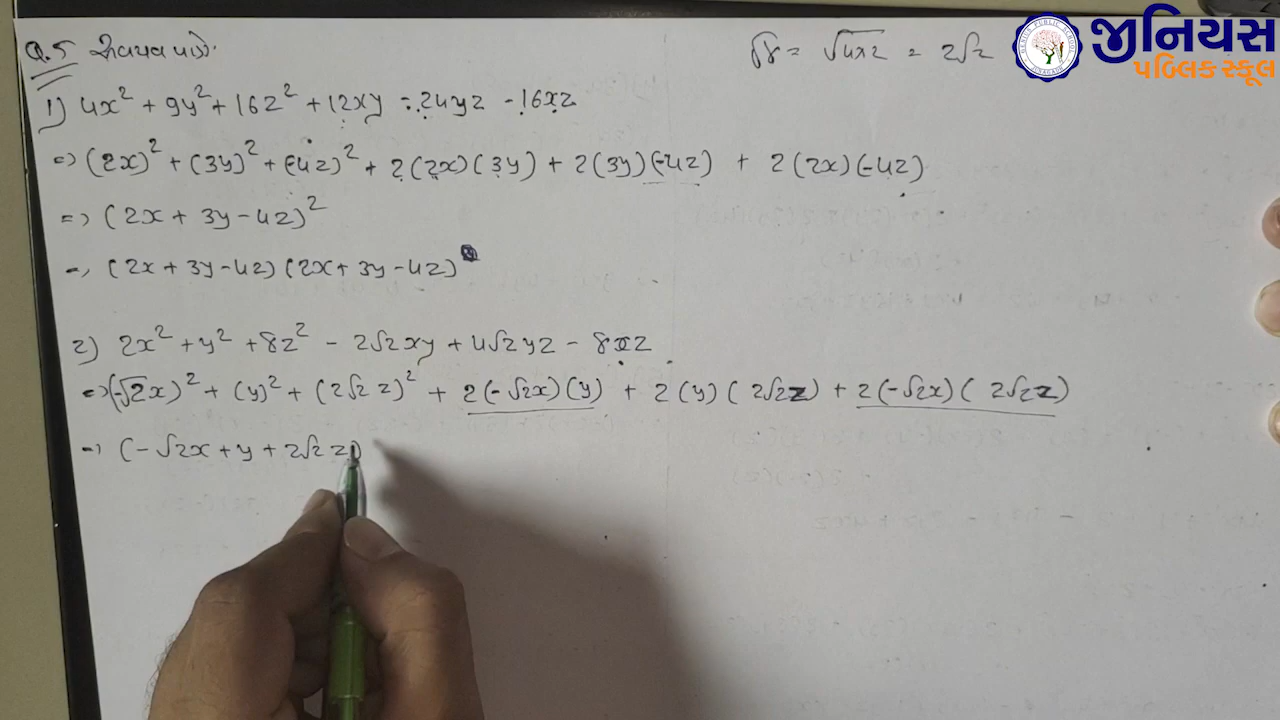 Q.5 અવયવ પાડો.
√8 = √4x2 = 2√2
જીનિયસ
પબ્લિક સ્કૂલ
1) 4x² + 9y² + 16z² + 12xy - 24yz - 16xz
=> (2x)² + (3y)² + (-4z)² + 2(2x)(3y) + 2(3y)(-4z) + 2(2x)(-4z)
=> (2x + 3y - 4z)²
=> (2x + 3y - 4z)(2x + 3y - 4z)
2) 2x² + y² + 8z² - 2√2xy + 4√2yz - 8xz
=> (-√2x)² + (y)² + (2√2 z)² + 2(-√2x)(y) + 2(y)(2√2z) + 2(-√2x)(2√2z)
=> (-√2x + y + 2√2 z)